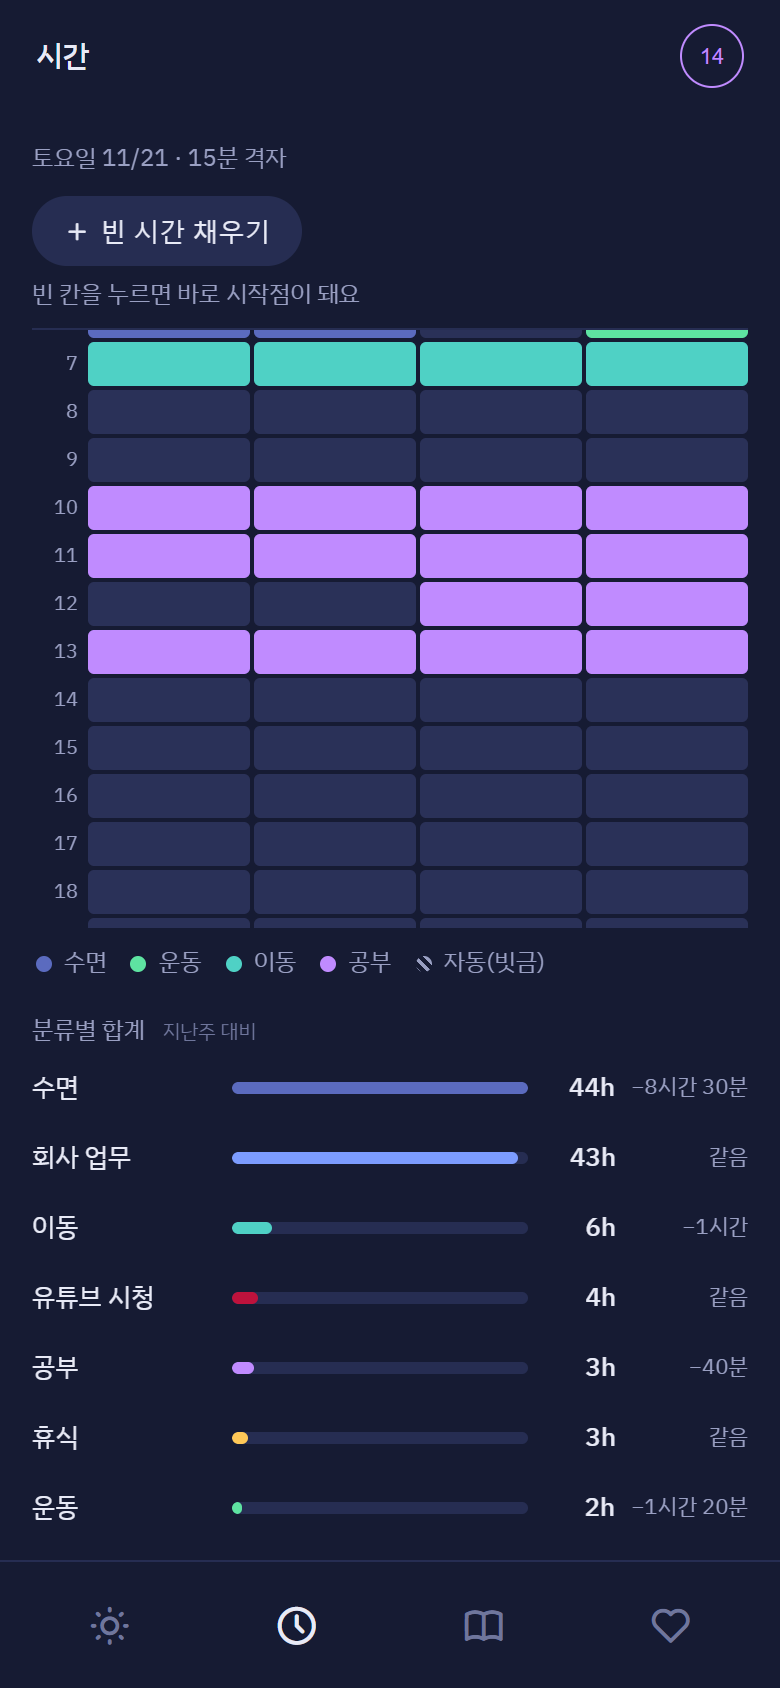 시간
14
토요일 11/21 · 15분 격자
+ 빈 시간 채우기
빈 칸을 누르면 바로 시작점이 돼요
7
8
9
10
11
12
13
14
15
16
17
18
수면 운동 이동 공부 자동(빗금)
분류별 합계 지난주 대비
수면 44h −8시간 30분
회사 업무 43h 같음
이동 6h −1시간
유튜브 시청 4h 같음
공부 3h −40분
휴식 3h 같음
운동 2h −1시간 20분